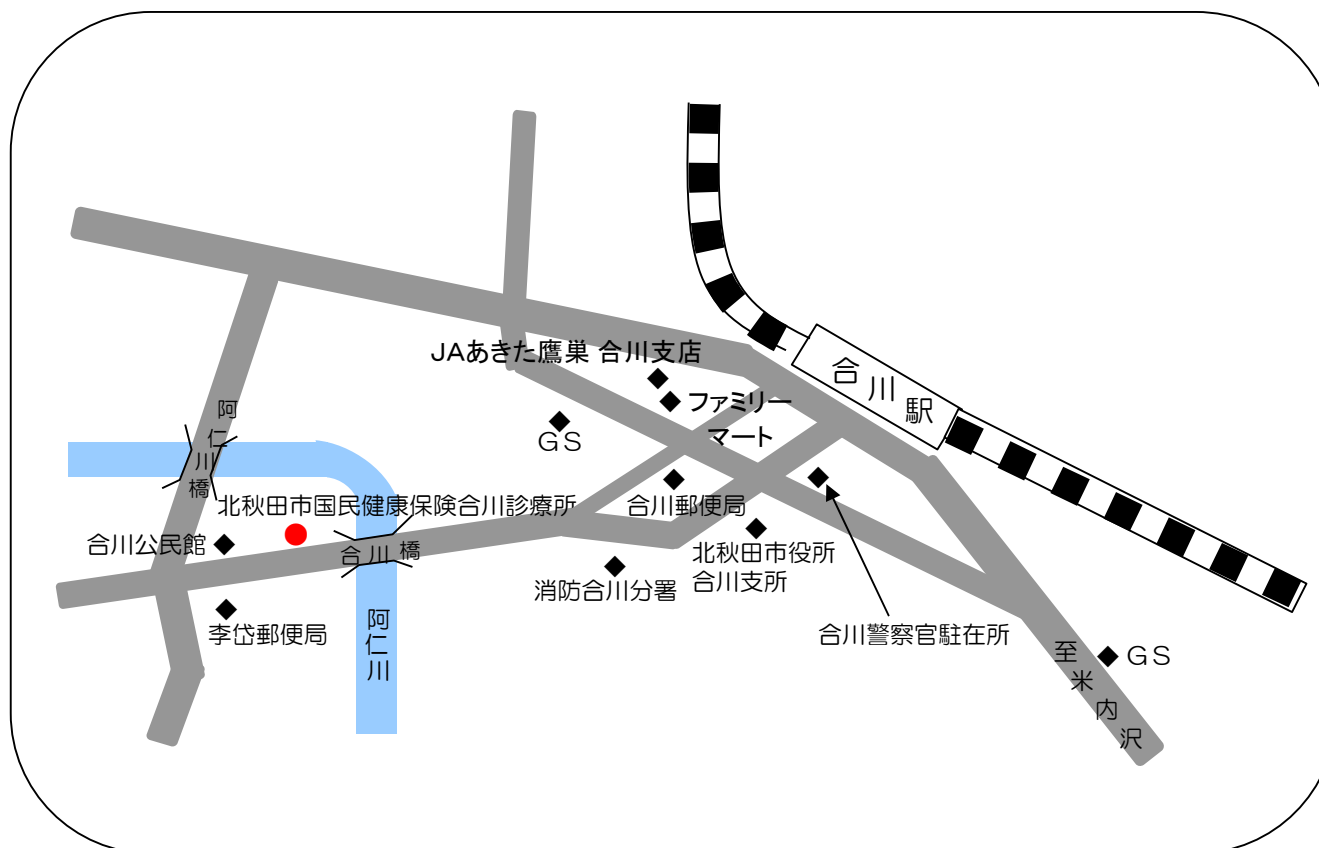 JAあきた鷹巣 合川支店
ファミリー
マート
GS
合川駅
阿仁川橋
北秋田市国民健康保険合川診療所
合川郵便局
合川公民館
合川橋
北秋田市役所
合川支所
消防合川分署
李岱郵便局
阿仁川
合川警察官駐在所
GS
至米内沢